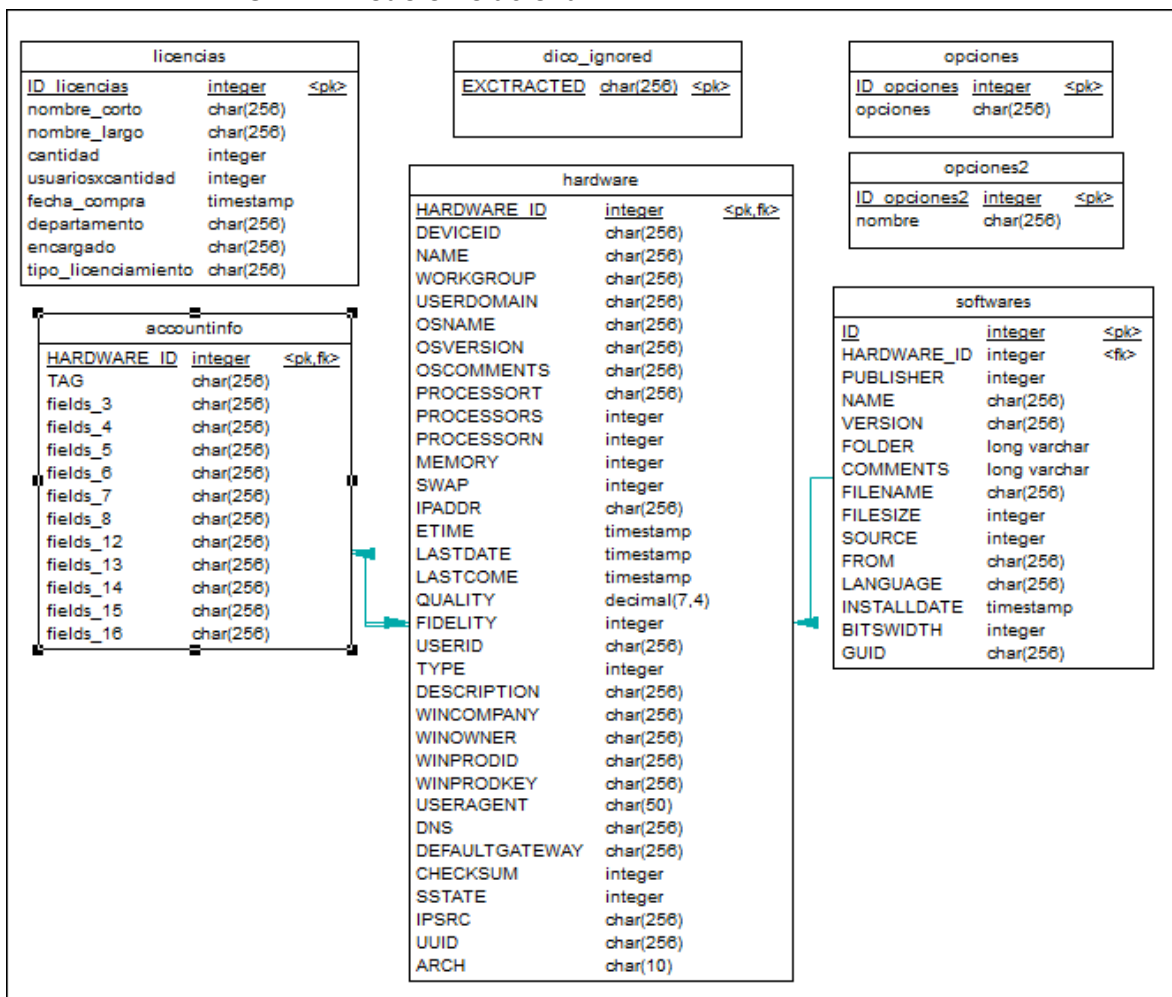 licencias
ID_licencias integer <pk>
nombre_corto char(256)
nombre_largo char(256)
cantidad integer
usuariosxcantidad integer
fecha_compra timestamp
departamento char(256)
encargado char(256)
tipo_licenciamiento char(256)
dico_ignored
EXCTRACTED char(256) <pk>
opciones
ID_opciones integer <pk>
opciones char(256)
opciones2
ID_opciones2 integer <pk>
nombre char(256)
accountinfo
HARDWARE_ID integer <pk,fk>
TAG char(256)
fields_3 char(256)
fields_4 char(256)
fields_5 char(256)
fields_6 char(256)
fields_7 char(256)
fields_8 char(256)
fields_12 char(256)
fields_13 char(256)
fields_14 char(256)
fields_15 char(256)
fields_16 char(256)
hardware
HARDWARE_ID integer <pk,fk>
DEVICEID char(256)
NAME char(256)
WORKGROUP char(256)
USERDOMAIN char(256)
OSNAME char(256)
OSVERSION char(256)
OSCOMMENTS char(256)
PROCESSORT char(256)
PROCESSORS integer
PROCESSORN integer
MEMORY integer
SWAP integer
IPADDR char(256)
ETIME timestamp
LASTDATE timestamp
LASTCOME timestamp
QUALITY decimal(7,4)
FIDELITY integer
USERID char(256)
TYPE integer
DESCRIPTION char(256)
WINCOMPANY char(256)
WINOWNER char(256)
WINPRODID char(256)
WINPRODKEY char(256)
USERAGENT char(50)
DNS char(256)
DEFAULTGATEWAY char(256)
CHECKSUM integer
SSTATE integer
IPSRC char(256)
UUID char(256)
ARCH char(10)
softwares
ID integer <pk>
HARDWARE_ID integer <fk>
PUBLISHER integer
NAME char(256)
VERSION char(256)
FOLDER long varchar
COMMENTS long varchar
FILENAME char(256)
FILESIZE integer
SOURCE integer
FROM char(256)
LANGUAGE char(256)
INSTALLDATE timestamp
BITSWIDTH integer
GUID char(256)